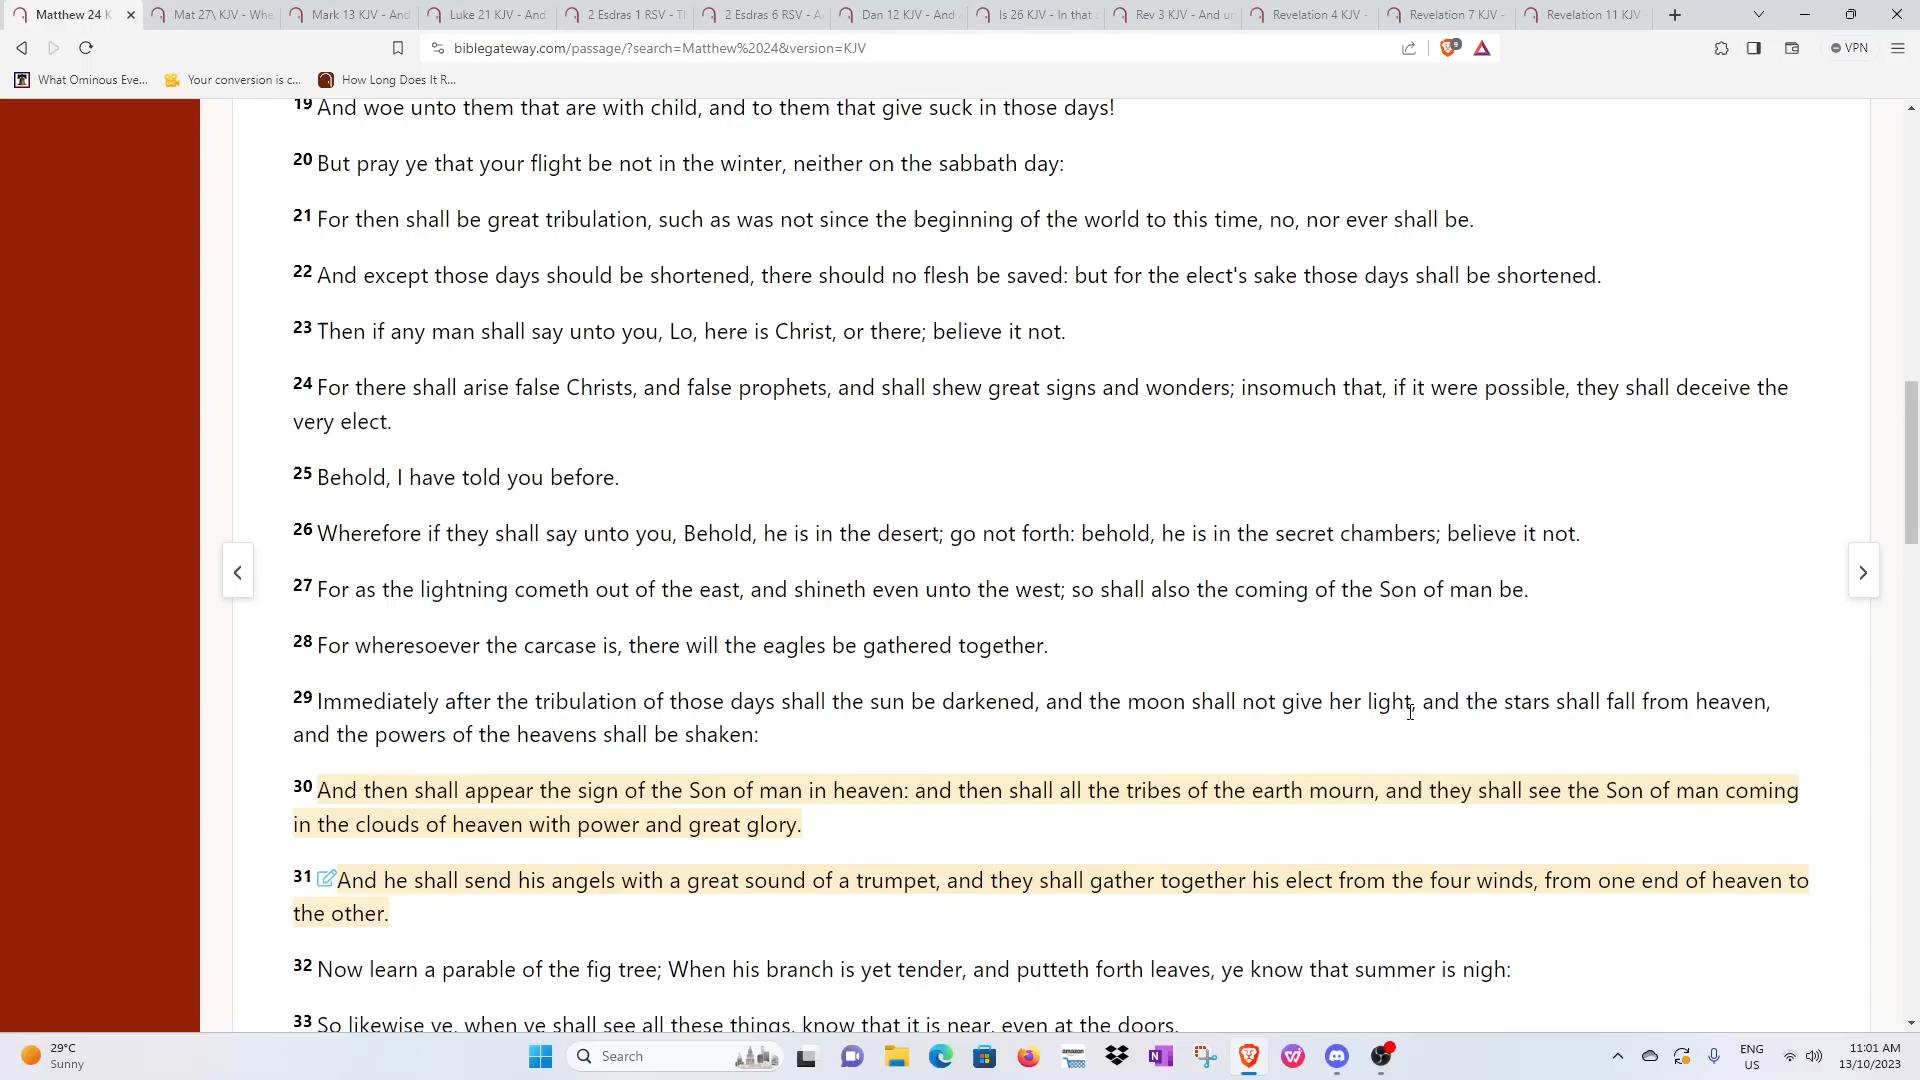 Matthew 24 K
Mat 27\ KJV - Whe
Mark 13 KJV - And
Luke 21 KJV - And
2 Esdras 1 RSV - T
2 Esdras 6 RSV - A
Dan 12 KJV - And
Is 26 KJV - In that
Rev 3 KJV - And un
Revelation 4 KJV -
Revelation 7 KJV -
Revelation 11 KJV
biblegateway.com/passage/?search=Matthew%2024&version=KJV
9
VPN
What Ominous Eve...
Your conversion is c...
How Long Does It R...
19 And woe unto them that are with child, and to them that give suck in those days!
20 But pray ye that your flight be not in the winter, neither on the sabbath day:
21 For then shall be great tribulation, such as was not since the beginning of the world to this time, no, nor ever shall be.
22 And except those days should be shortened, there should no flesh be saved: but for the elect's sake those days shall be shortened.
23 Then if any man shall say unto you, Lo, here is Christ, or there; believe it not.
24 For there shall arise false Christs, and false prophets, and shall shew great signs and wonders; insomuch that, if it were possible, they shall deceive the
very elect.
25 Behold, I have told you before.
26 Wherefore if they shall say unto you, Behold, he is in the desert; go not forth: behold, he is in the secret chambers; believe it not.
27 For as the lightning cometh out of the east, and shineth even unto the west; so shall also the coming of the Son of man be.
28 For wheresoever the carcase is, there will the eagles be gathered together.
29 Immediately after the tribulation of those days shall the sun be darkened, and the moon shall not give her light, and the stars shall fall from heaven,
and the powers of the heavens shall be shaken:
30 And then shall appear the sign of the Son of man in heaven: and then shall all the tribes of the earth mourn, and they shall see the Son of man coming
in the clouds of heaven with power and great glory.
31 And he shall send his angels with a great sound of a trumpet, and they shall gather together his elect from the four winds, from one end of heaven to
the other.
32 Now learn a parable of the fig tree; When his branch is yet tender, and putteth forth leaves, ye know that summer is nigh:
33 So likewise ye, when ye shall see all these things, know that it is near, even at the doors.
29°C
Sunny
Search
amazon
ENG
US
11:01 AM
13/10/2023